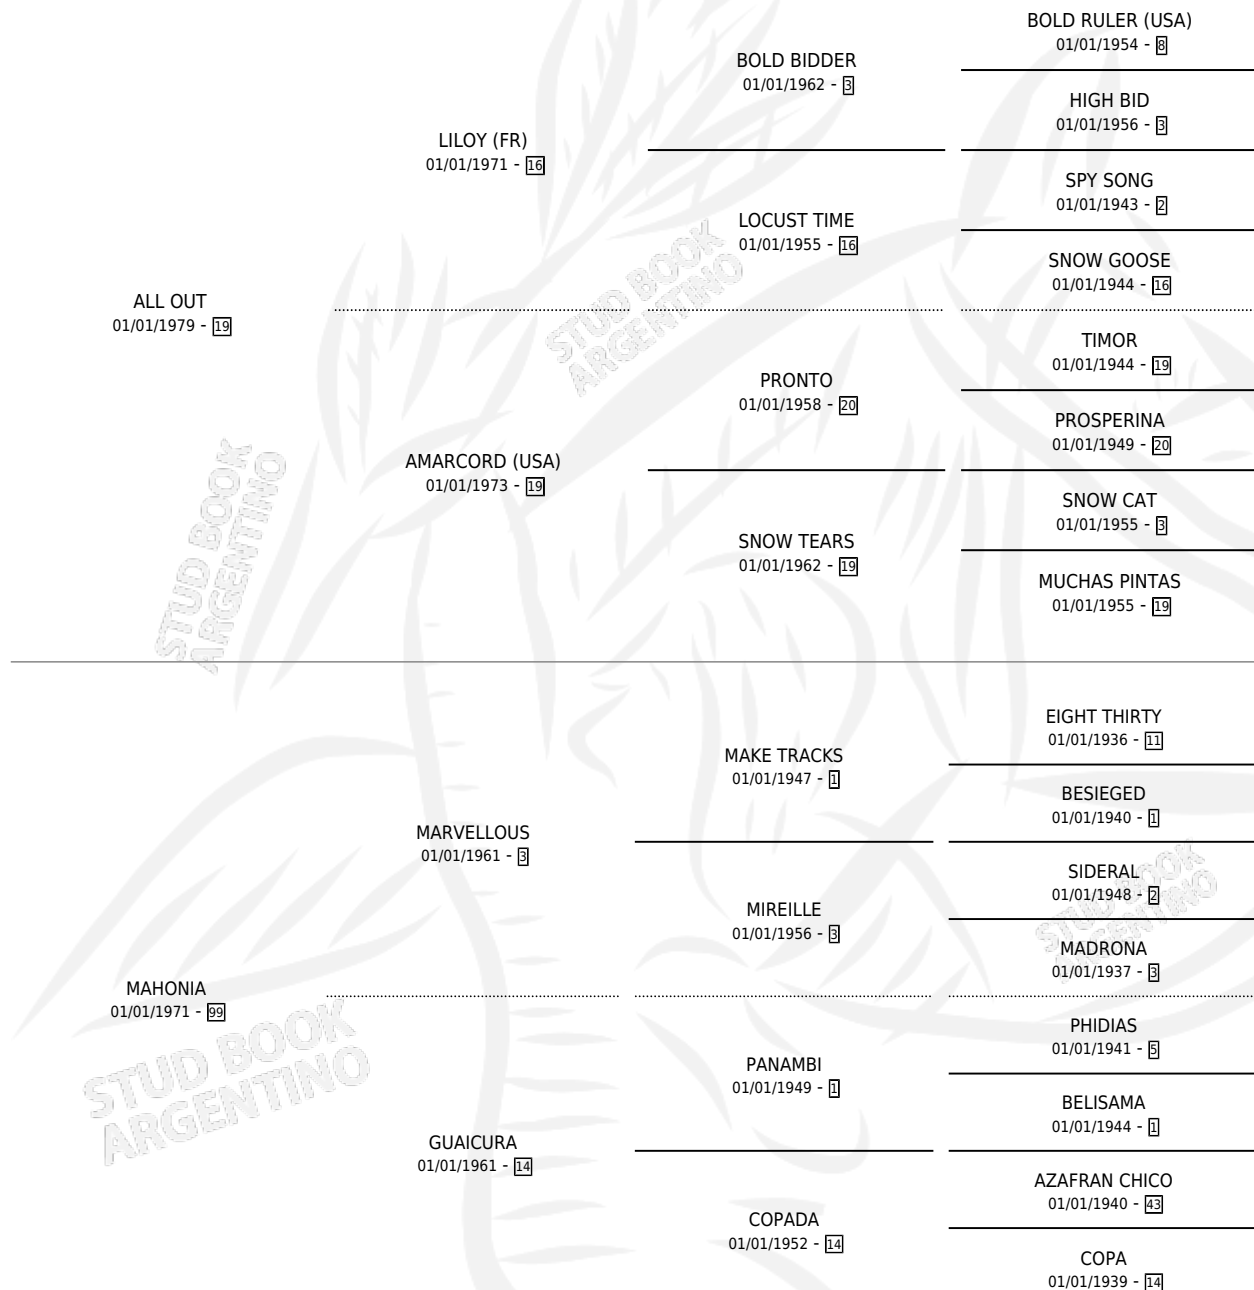 BOLD RULER (USA)
01/01/1954 - 8
BOLD BIDDER
01/01/1962 - 3
HIGH BID
01/01/1956 - 3
LILOY (FR)
01/01/1971 - 16
SPY SONG
01/01/1943 - 2
LOCUST TIME
01/01/1955 - 16
SNOW GOOSE
01/01/1944 - 16
ALL OUT
01/01/1979 - 19
TIMOR
01/01/1944 - 19
PRONTO
01/01/1958 - 20
PROSPERINA
01/01/1949 - 20
AMARCORD (USA)
01/01/1973 - 19
SNOW CAT
01/01/1955 - 3
SNOW TEARS
01/01/1962 - 19
MUCHAS PINTAS
01/01/1955 - 19
STUD BOOK
ARGENTINO
STUD BOOK
ARGENTINO
EIGHT THIRTY
01/01/1936 - 11
MAKE TRACKS
01/01/1947 - 1
BESIEGED
01/01/1940 - 1
MARVELLOUS
01/01/1961 - 3
SIDERAL
01/01/1948 - 2
MIREILLE
01/01/1956 - 3
MADRONA
01/01/1937 - 3
STUD BOOK
ARGENTINO
MAHONIA
01/01/1971 - 99
PHIDIAS
01/01/1941 - 5
PANAMBI
01/01/1949 - 1
BELISAMA
01/01/1944 - 1
GUAICURA
01/01/1961 - 14
AZAFRAN CHICO
01/01/1940 - 43
COPADA
01/01/1952 - 14
COPA
01/01/1939 - 14
STUD BOOK
ARGENTINO